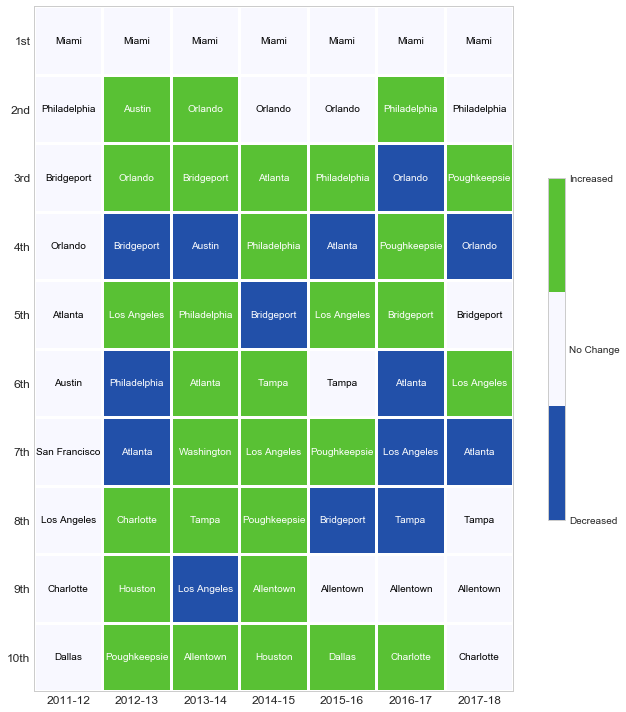 1st Miami Miami Miami Miami Miami Miami Miami
2nd Philadelphia Austin Orlando Orlando Orlando Philadelphia Philadelphia
3rd Bridgeport Orlando Bridgeport Atlanta Philadelphia Orlando Poughkeepsie
Increased
4th Orlando Bridgeport Austin Philadelphia Atlanta Poughkeepsie Orlando
5th Atlanta Los Angeles Philadelphia Bridgeport Los Angeles Bridgeport Bridgeport
No Change
6th Austin Philadelphia Atlanta Tampa Tampa Atlanta Los Angeles
7th San Francisco Atlanta Washington Los Angeles Poughkeepsie Los Angeles Atlanta
8th Los Angeles Charlotte Tampa Poughkeepsie Bridgeport Tampa Tampa
Decreased
9th Charlotte Houston Los Angeles Allentown Allentown Allentown Allentown
10th Dallas Poughkeepsie Allentown Houston Dallas Charlotte Charlotte
2011-12 2012-13 2013-14 2014-15 2015-16 2016-17 2017-18